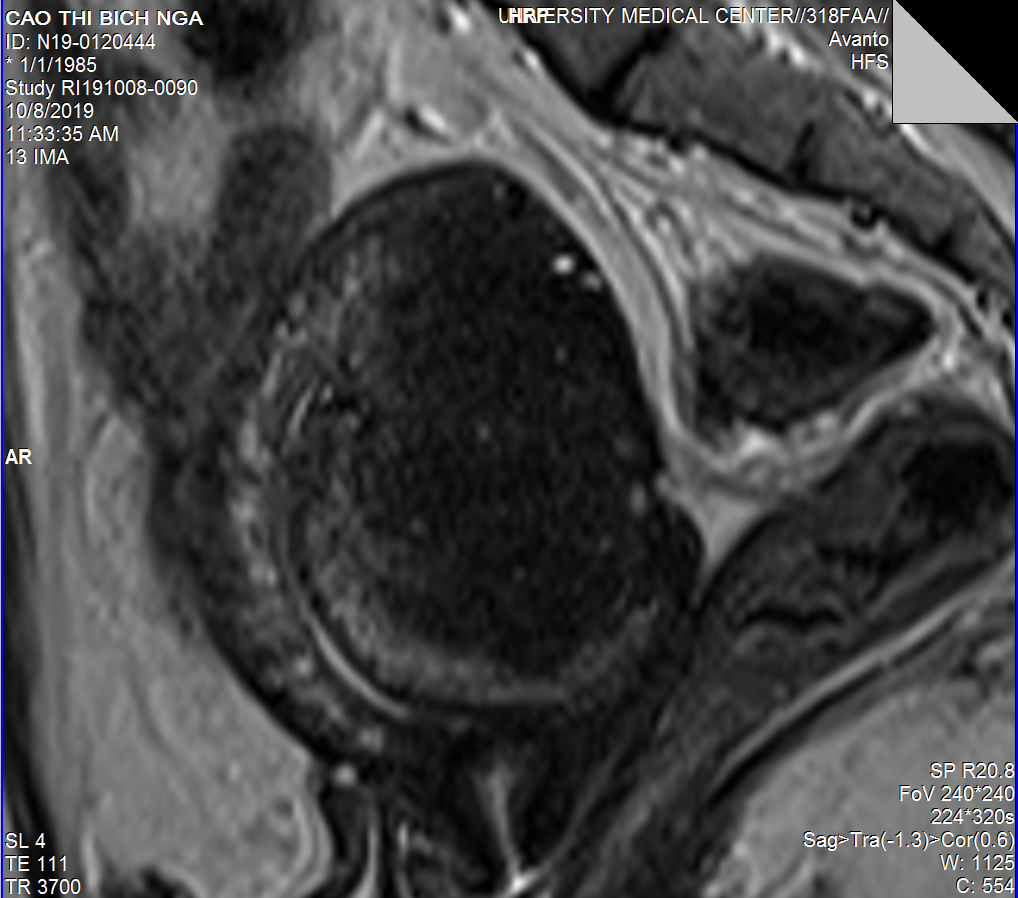 CAO THI BICH NGA
ID: N19-0120444
* 1/1/1985
Study RI191008-0090
10/8/2019
11:33:35 AM
13 IMA
UNIVERSITY MEDICAL CENTER//318FAA//
Avanto
HFS
AR
SL 4
TE 111
TR 3700
SP R20.8
FoV 240*240
224*320s
Sag>Tra(-1.3)>Cor(0.6)
W: 1125
C: 554